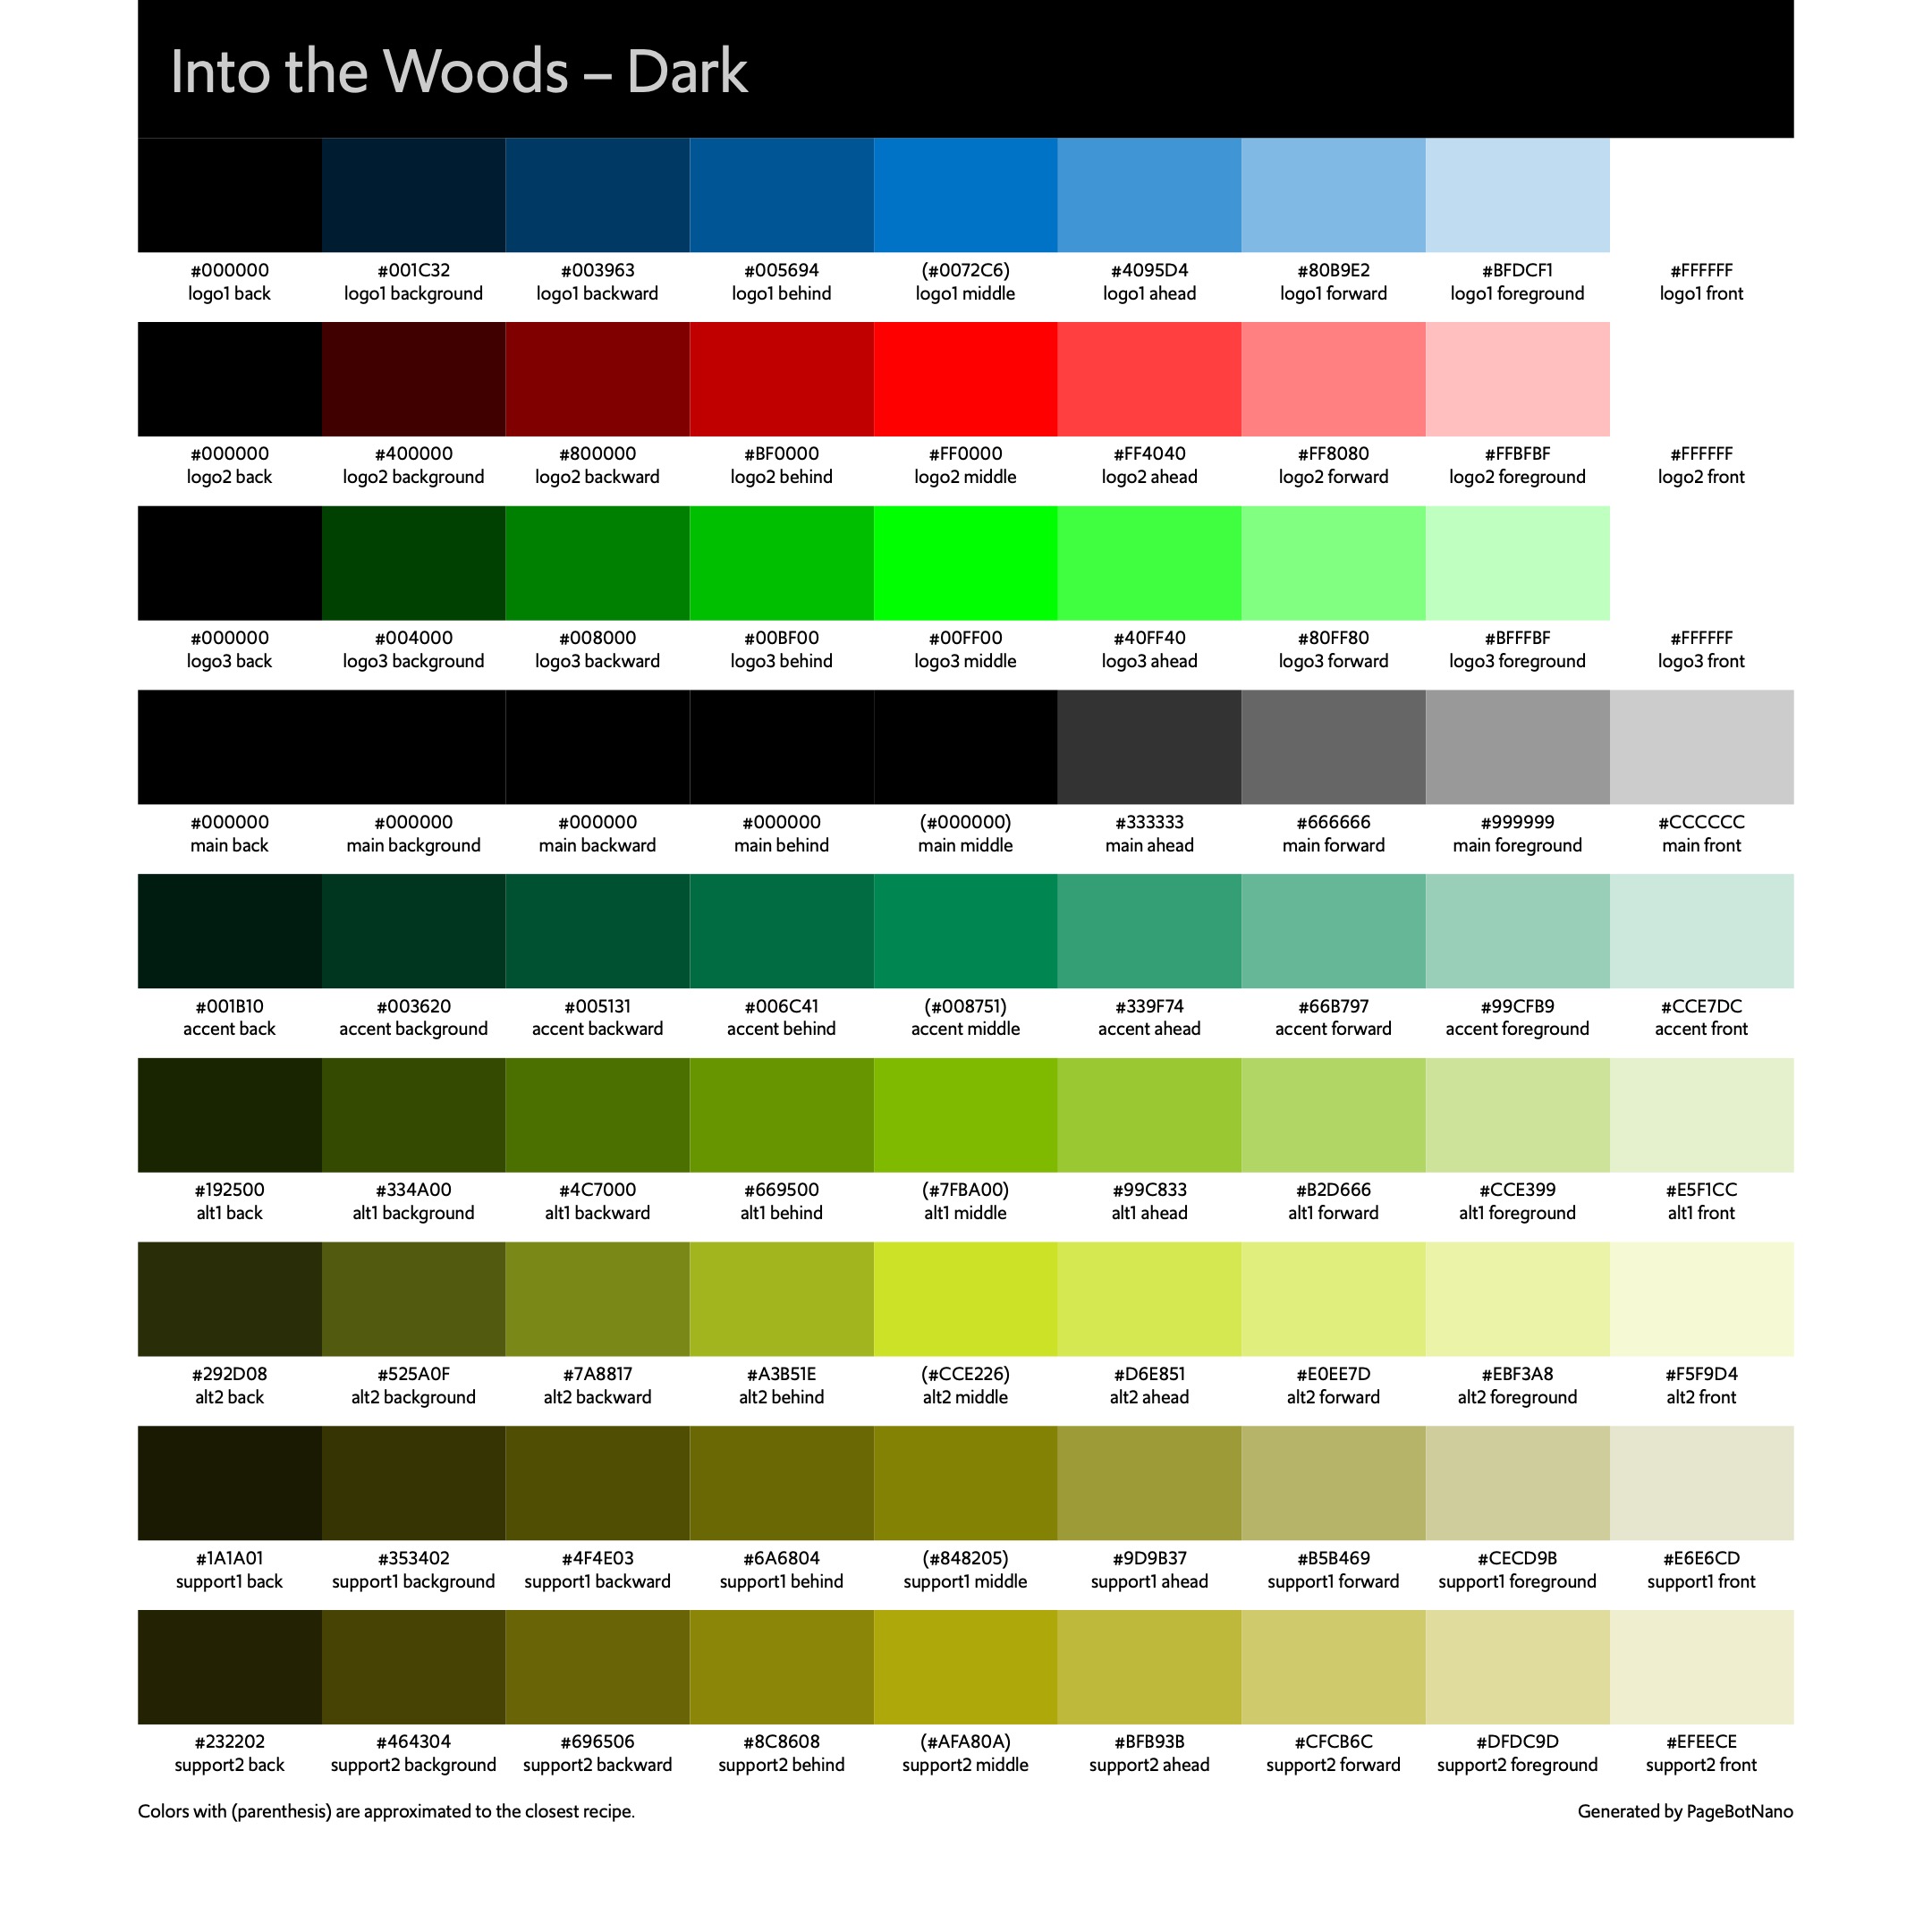 Into the Woods – Dark
#000000 #001C32 #003963 #005694 (#0072C6) #4095D4 #80B9E2 #BFDCF1 #FFFFFF
logo1 back logo1 background logo1 backward logo1 behind logo1 middle logo1 ahead logo1 forward logo1 foreground logo1 front
#000000 #400000 #800000 #BF0000 #FF0000 #FF4040 #FF8080 #FFBFBF #FFFFFF
logo2 back logo2 background logo2 backward logo2 behind logo2 middle logo2 ahead logo2 forward logo2 foreground logo2 front
#000000 #004000 #008000 #00BF00 #00FF00 #40FF40 #80FF80 #BFFFBF #FFFFFF
logo3 back logo3 background logo3 backward logo3 behind logo3 middle logo3 ahead logo3 forward logo3 foreground logo3 front
#000000 #000000 #000000 #000000 (#000000) #333333 #666666 #999999 #CCCCCC
main back main background main backward main behind main middle main ahead main forward main foreground main front
#001B10 #003620 #005131 #006C41 (#008751) #339F74 #66B797 #99CFB9 #CCE7DC
accent back accent background accent backward accent behind accent middle accent ahead accent forward accent foreground accent front
#192500 #334A00 #4C7000 #669500 (#7FBA00) #99C833 #B2D666 #CCE399 #E5F1CC
alt1 back alt1 background alt1 backward alt1 behind alt1 middle alt1 ahead alt1 forward alt1 foreground alt1 front
#292D08 #525A0F #7A8817 #A3B51E (#CCE226) #D6E851 #E0EE7D #EBF3A8 #F5F9D4
alt2 back alt2 background alt2 backward alt2 behind alt2 middle alt2 ahead alt2 forward alt2 foreground alt2 front
#1A1A01 #353402 #4F4E03 #6A6804 (#848205) #9D9B37 #B5B469 #CECD9B #E6E6CD
support1 back support1 background support1 backward support1 behind support1 middle support1 ahead support1 forward support1 foreground support1 front
#232202 #464304 #696506 #8C8608 (#AFA80A) #BFB93B #CFCB6C #DFDC9D #EFEECE
support2 back support2 background support2 backward support2 behind support2 middle support2 ahead support2 forward support2 foreground support2 front
Colors with (parenthesis) are approximated to the closest recipe. Generated by PageBotNano